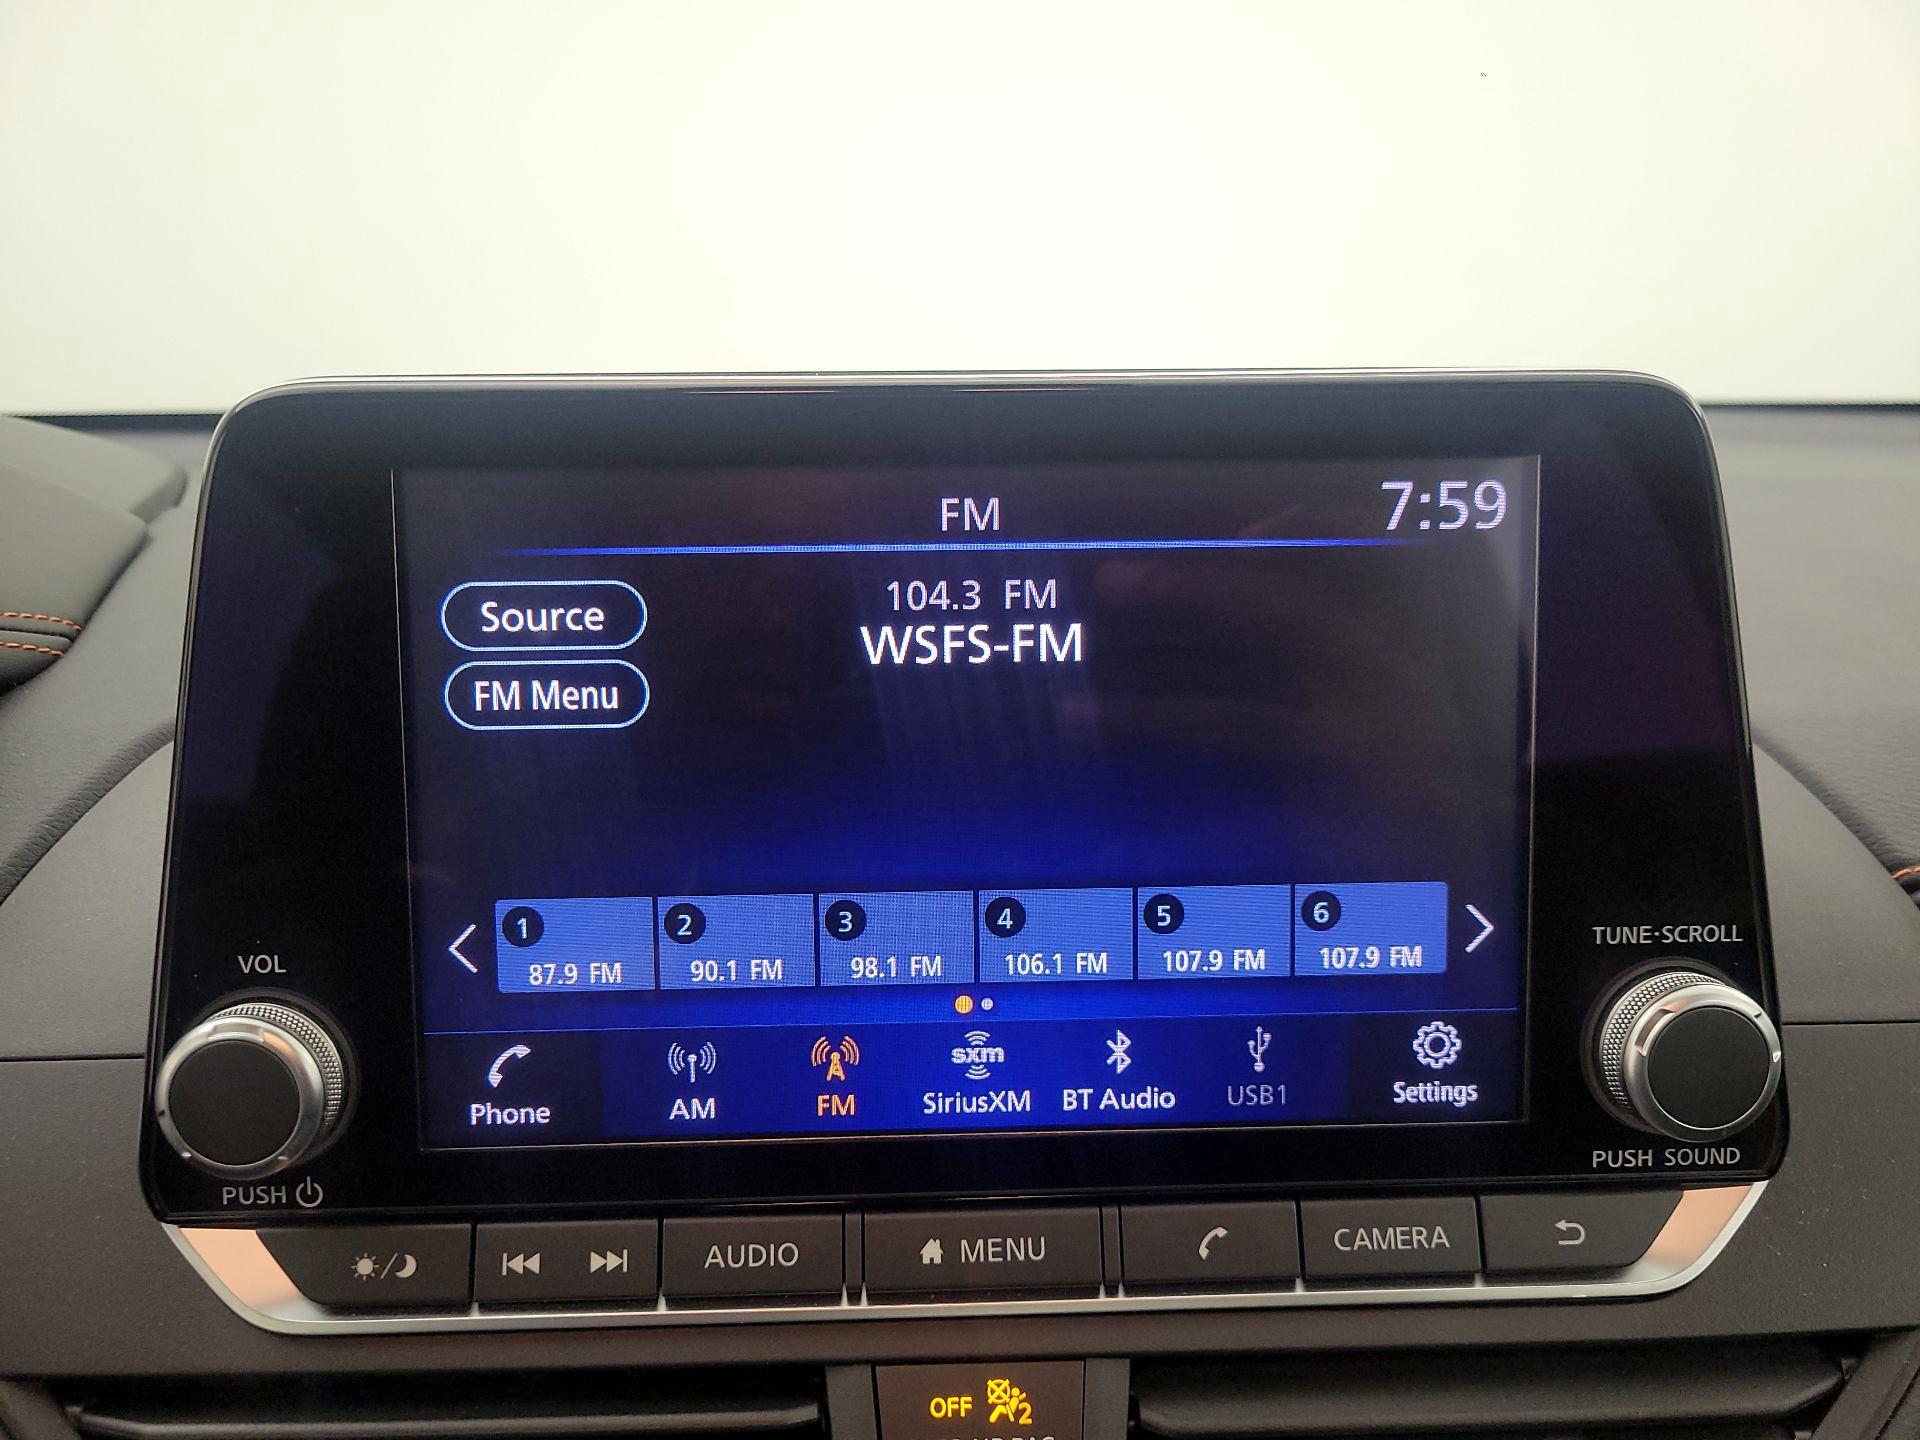 FM
7:59
Source
104.3 FM
WSFS-FM
FM Menu
1
2
3
4
5
6
87.9 FM
90.1 FM
98.1 FM
106.1 FM
107.9 FM
107.9 FM
VOL
TUNE·SCROLL
sxm
Phone
AM
FM
SiriusXM
BT Audio
USB1
Settings
PUSH
PUSH SOUND
AUDIO
MENU
CAMERA
OFF
2